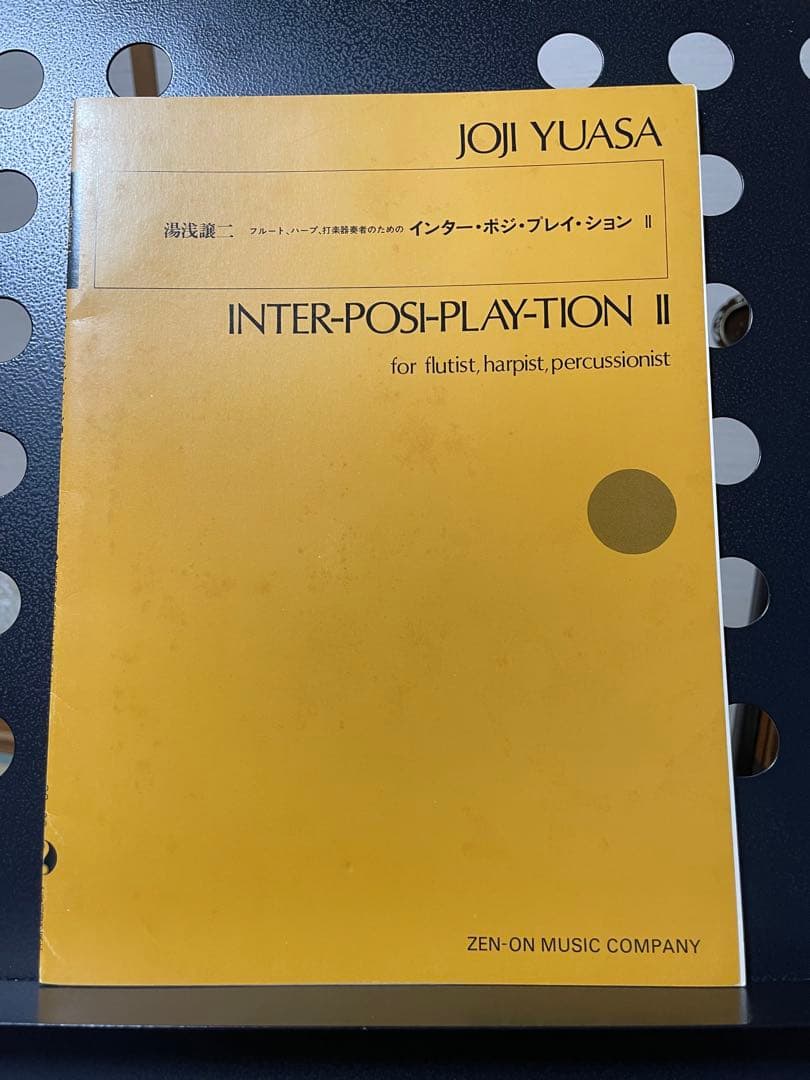 JOJI YUASA
湯浅譲二 フルート、ハープ、打楽器奏者のための インター・ポジ・プレイ・ション II
INTER-POSI-PLAY-TION II
for flutist, harpist, percussionist
ZEN-ON MUSIC COMPANY